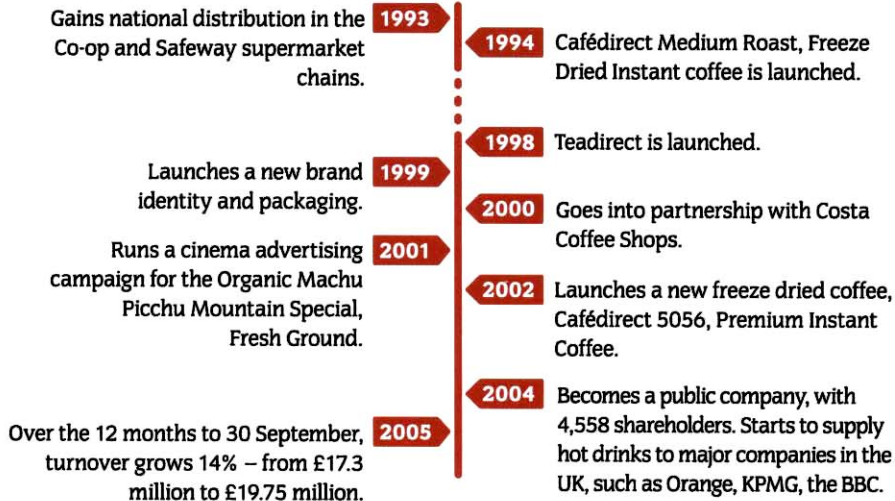 Gains national distribution in the
Co-op and Safeway supermarket
chains.
1993
1994
Cafédirect Medium Roast, Freeze
Dried Instant coffee is launched.
1998
Teadirect is launched.
Launches a new brand
identity and packaging.
1999
2000
Goes into partnership with Costa
Coffee Shops.
Runs a cinema advertising
campaign for the Organic Machu
Picchu Mountain Special,
Fresh Ground.
2001
2002
Launches a new freeze dried coffee,
Cafédirect 5056, Premium Instant
Coffee.
2004
Becomes a public company, with
4,558 shareholders. Starts to supply
hot drinks to major companies in the
UK, such as Orange, KPMG, the BBC.
Over the 12 months to 30 September,
turnover grows 14% – from £17.3
million to £19.75 million.
2005